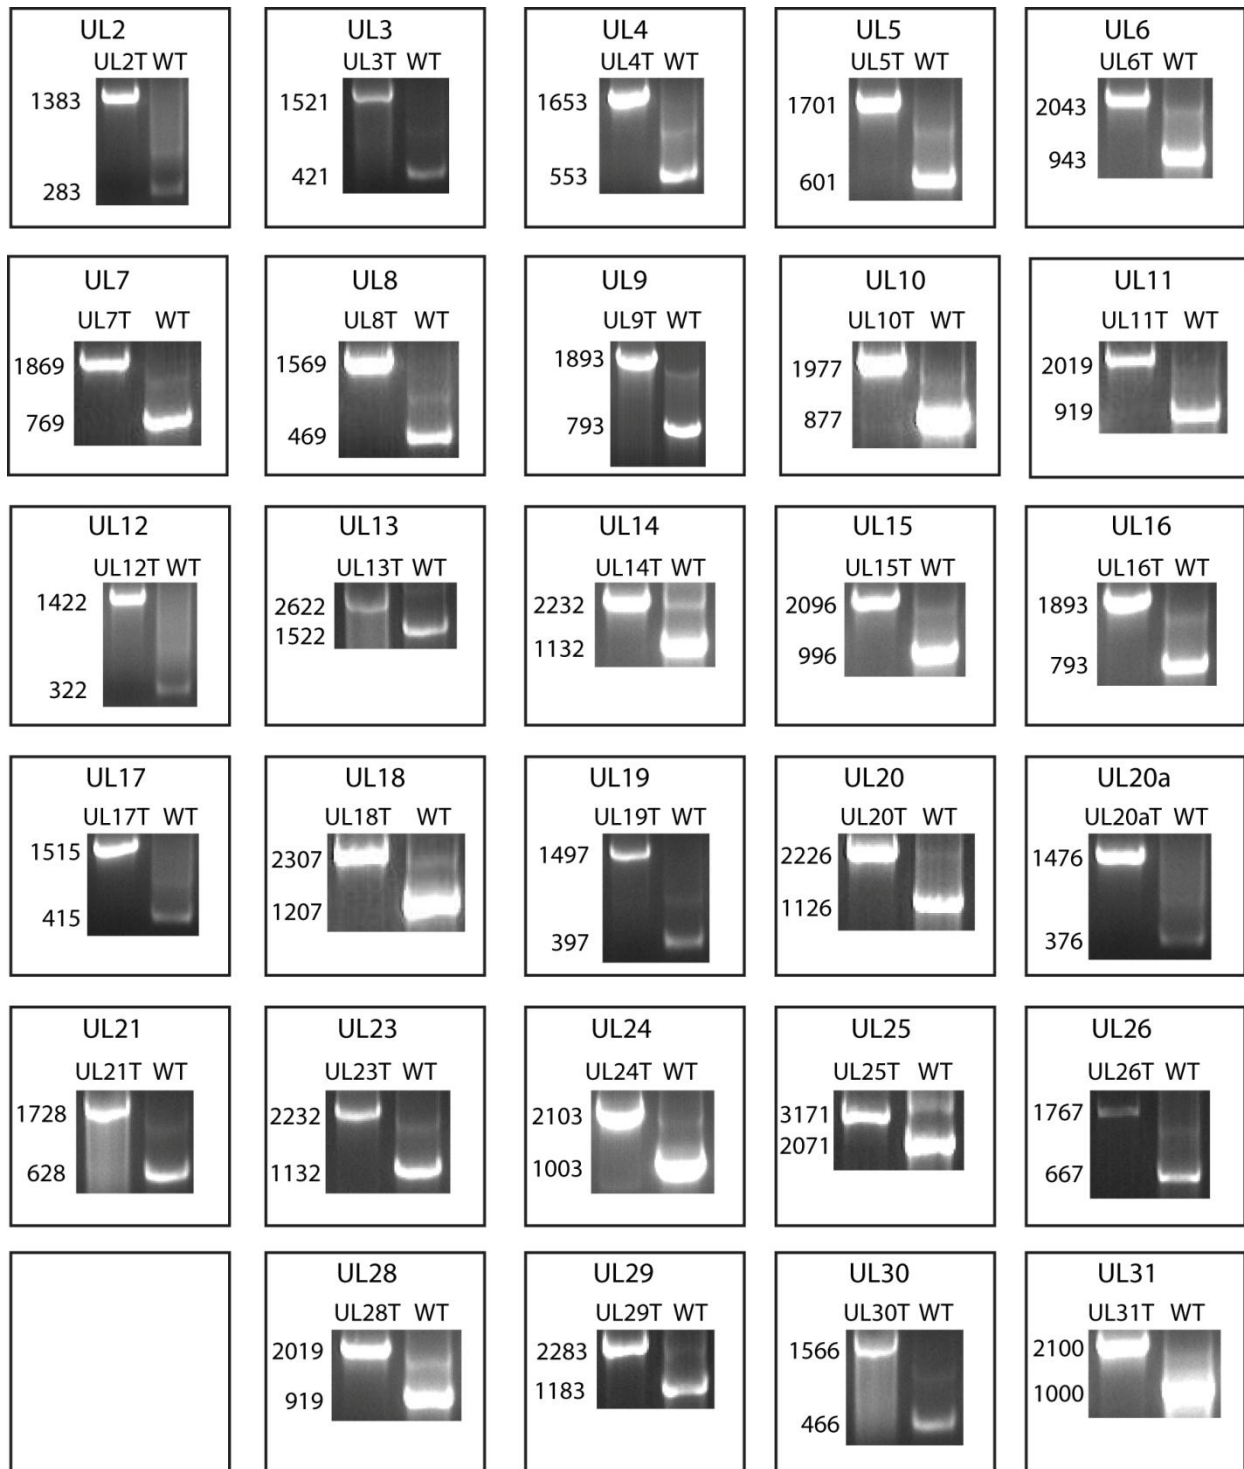 UL2
UL2T WT
1383
283
UL3
UL3T WT
1521
421
UL4
UL4T WT
1653
553
UL5
UL5T WT
1701
601
UL6
UL6T WT
2043
943
UL7
UL7T WT
1869
769
UL8
UL8T WT
1569
469
UL9
UL9T WT
1893
793
UL10
UL10T WT
1977
877
UL11
UL11T WT
2019
919
UL12
UL12T WT
1422
322
UL13
UL13T WT
2622
1522
UL14
UL14T WT
2232
1132
UL15
UL15T WT
2096
996
UL16
UL16T WT
1893
793
UL17
UL17T WT
1515
415
UL18
UL18T WT
2307
1207
UL19
UL19T WT
1497
397
UL20
UL20T WT
2226
1126
UL20a
UL20aT WT
1476
376
UL21
UL21T WT
1728
628
UL23
UL23T WT
2232
1132
UL24
UL24T WT
2103
1003
UL25
UL25T WT
3171
2071
UL26
UL26T WT
1767
667
UL28
UL28T WT
2019
919
UL29
UL29T WT
2283
1183
UL30
UL30T WT
1566
466
UL31
UL31T WT
2100
1000